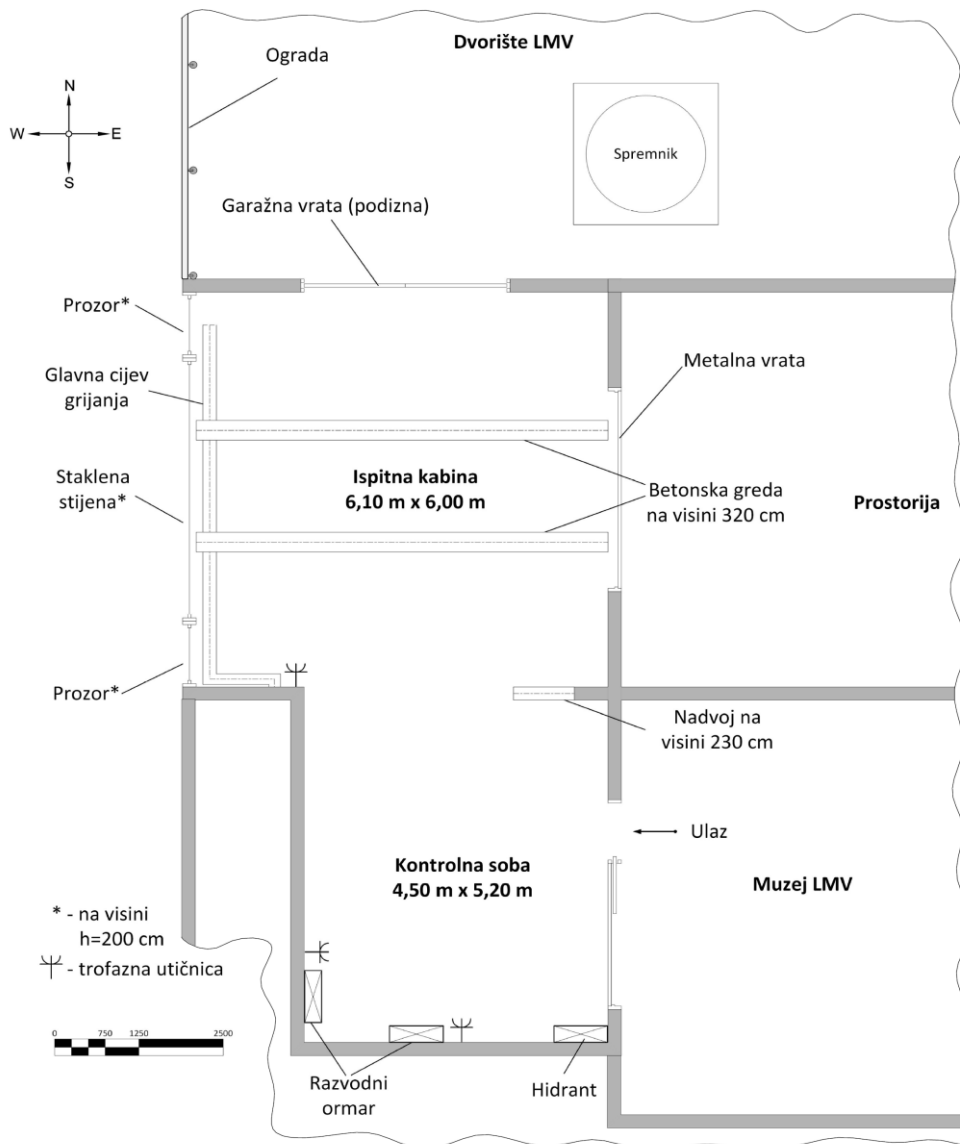 Dvorište LMV
Ograda
N
W
E
S
Spremnik
Garažna vrata (podizna)
Prozor*
Metalna vrata
Glavna cijev
grijanja
Staklena
stijena*
Ispitna kabina
6,10 m x 6,00 m
Betonska greda
na visini 320 cm
Prostorija
Prozor*
Nadvoj na
visini 230 cm
Ulaz
Kontrolna soba
4,50 m x 5,20 m
Muzej LMV
* - na visini
h=200 cm
- trofazna utičnica
0 750 1250 2500
Razvodni
ormar
Hidrant